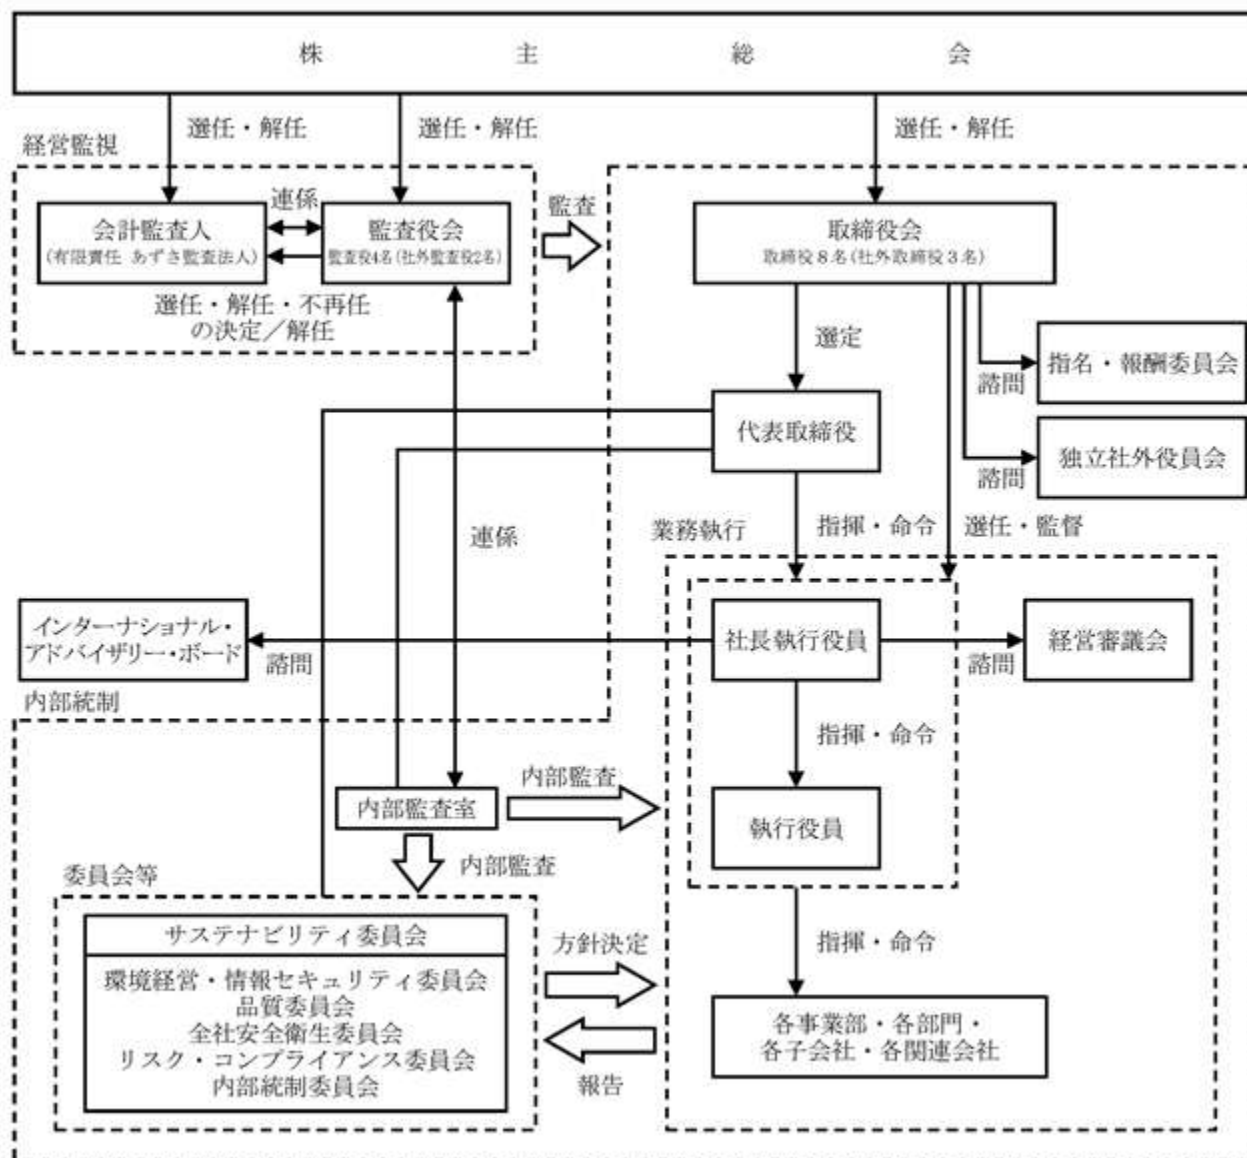 株主総会
選任・解任
選任・解任
選任・解任
経営監視
会計監査人
(有限責任 あずさ監査法人)
連係
監査役会
監査役4名(社外監査役2名)
監査
取締役会
取締役8名(社外取締役3名)
選任・解任・不再任
の決定／解任
選定
指名・報酬委員会
諮問
代表取締役
独立社外役員会
諮問
連係
業務執行
指揮・命令
選任・監督
インターナショナル・
アドバイザリー・ボード
諮問
社長執行役員
諮問
経営審議会
内部統制
指揮・命令
内部監査
内部監査室
執行役員
内部監査
委員会等
サステナビリティ委員会
環境経営・情報セキュリティ委員会
品質委員会
全社安全衛生委員会
リスク・コンプライアンス委員会
内部統制委員会
方針決定
報告
指揮・命令
各事業部・各部門・
各子会社・各関連会社